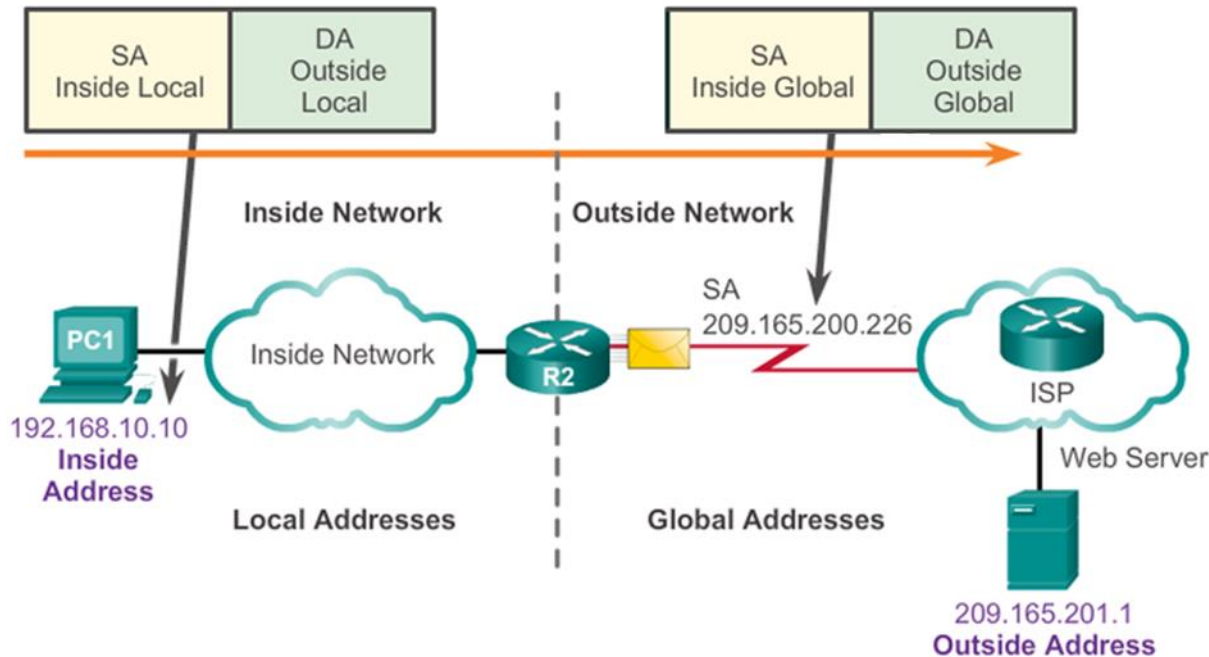 SA
Inside Local
DA
Outside
Local
SA
Inside Global
DA
Outside
Global
Inside Network
Outside Network
SA
209.165.200.226
PC1
Inside Network
R2
ISP
192.168.10.10
Inside
Address
Web Server
Local Addresses
Global Addresses
209.165.201.1
Outside Address